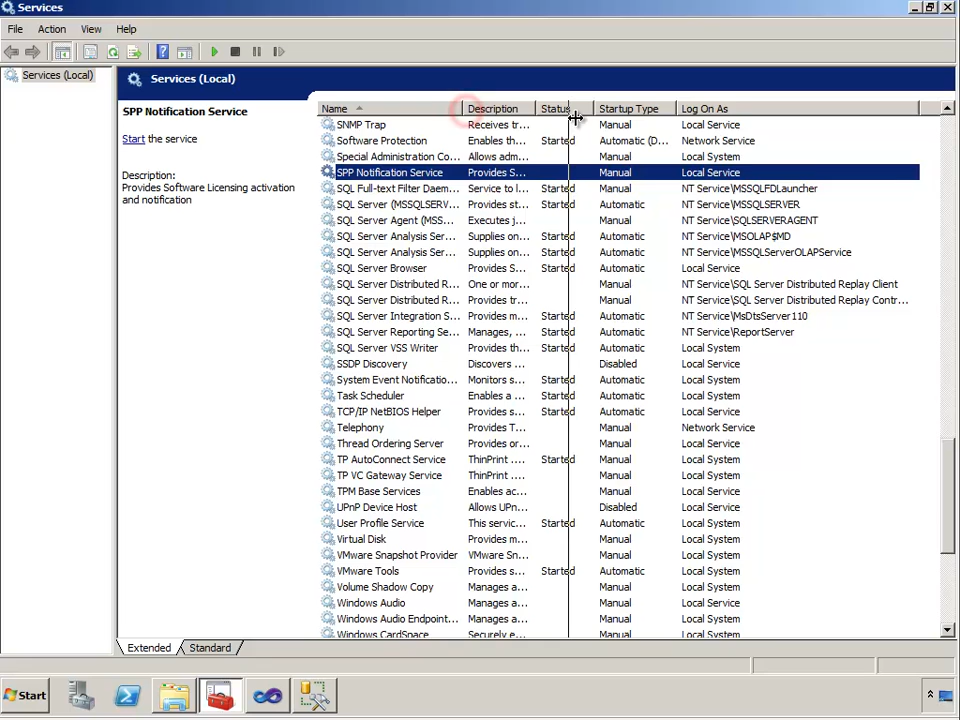 Services
File Action View Help
Services (Local)
Services (Local)
SPP Notification Service
Start the service
Description:
Provides Software Licensing activation
and notification
Name Description Status Startup Type Log On As
SNMP Trap Receives tr... Manual Local Service
Software Protection Enables th... Started Automatic (D... Network Service
Special Administration Co... Allows adm... Manual Local System
SPP Notification Service Provides S... Manual Local Service
SQL Full-text Filter Daem... Service to l... Started Manual NT Service\MSSQLFDLauncher
SQL Server (MSSQLSERV... Provides st... Started Automatic NT Service\MSSQLSERVER
SQL Server Agent (MSS... Executes j... Manual NT Service\SQLSERVERAGENT
SQL Server Analysis Ser... Supplies on... Started Automatic NT Service\MSOLAP$MD
SQL Server Analysis Ser... Supplies on... Started Automatic NT Service\MSSQLServerOLAPService
SQL Server Browser Provides S... Started Automatic Local Service
SQL Server Distributed R... One or mor... Manual NT Service\SQL Server Distributed Replay Client
SQL Server Distributed R... Provides tr... Manual NT Service\SQL Server Distributed Replay Contr...
SQL Server Integration S... Provides m... Started Automatic NT Service\MsDtsServer110
SQL Server Reporting Se... Manages, ... Started Automatic NT Service\ReportServer
SQL Server VSS Writer Provides th... Started Automatic Local System
SSDP Discovery Discovers ... Disabled Local Service
System Event Notificatio... Monitors s... Started Automatic Local System
Task Scheduler Enables a ... Started Automatic Local System
TCP/IP NetBIOS Helper Provides s... Started Automatic Local Service
Telephony Provides T... Manual Network Service
Thread Ordering Server Provides or... Manual Local Service
TP AutoConnect Service ThinPrint .... Started Manual Local System
TP VC Gateway Service ThinPrint .... Manual Local System
TPM Base Services Enables ac... Manual Local Service
UPnP Device Host Allows UPn... Disabled Local Service
User Profile Service This servic... Started Automatic Local System
Virtual Disk Provides m... Manual Local System
VMware Snapshot Provider VMware Sn... Manual Local System
VMware Tools Provides s... Started Automatic Local System
Volume Shadow Copy Manages a... Manual Local System
Windows Audio Manages a... Manual Local Service
Windows Audio Endpoint... Manages a... Manual Local System
Windows CardSpace Securely e... Manual Local System
Extended Standard
Start